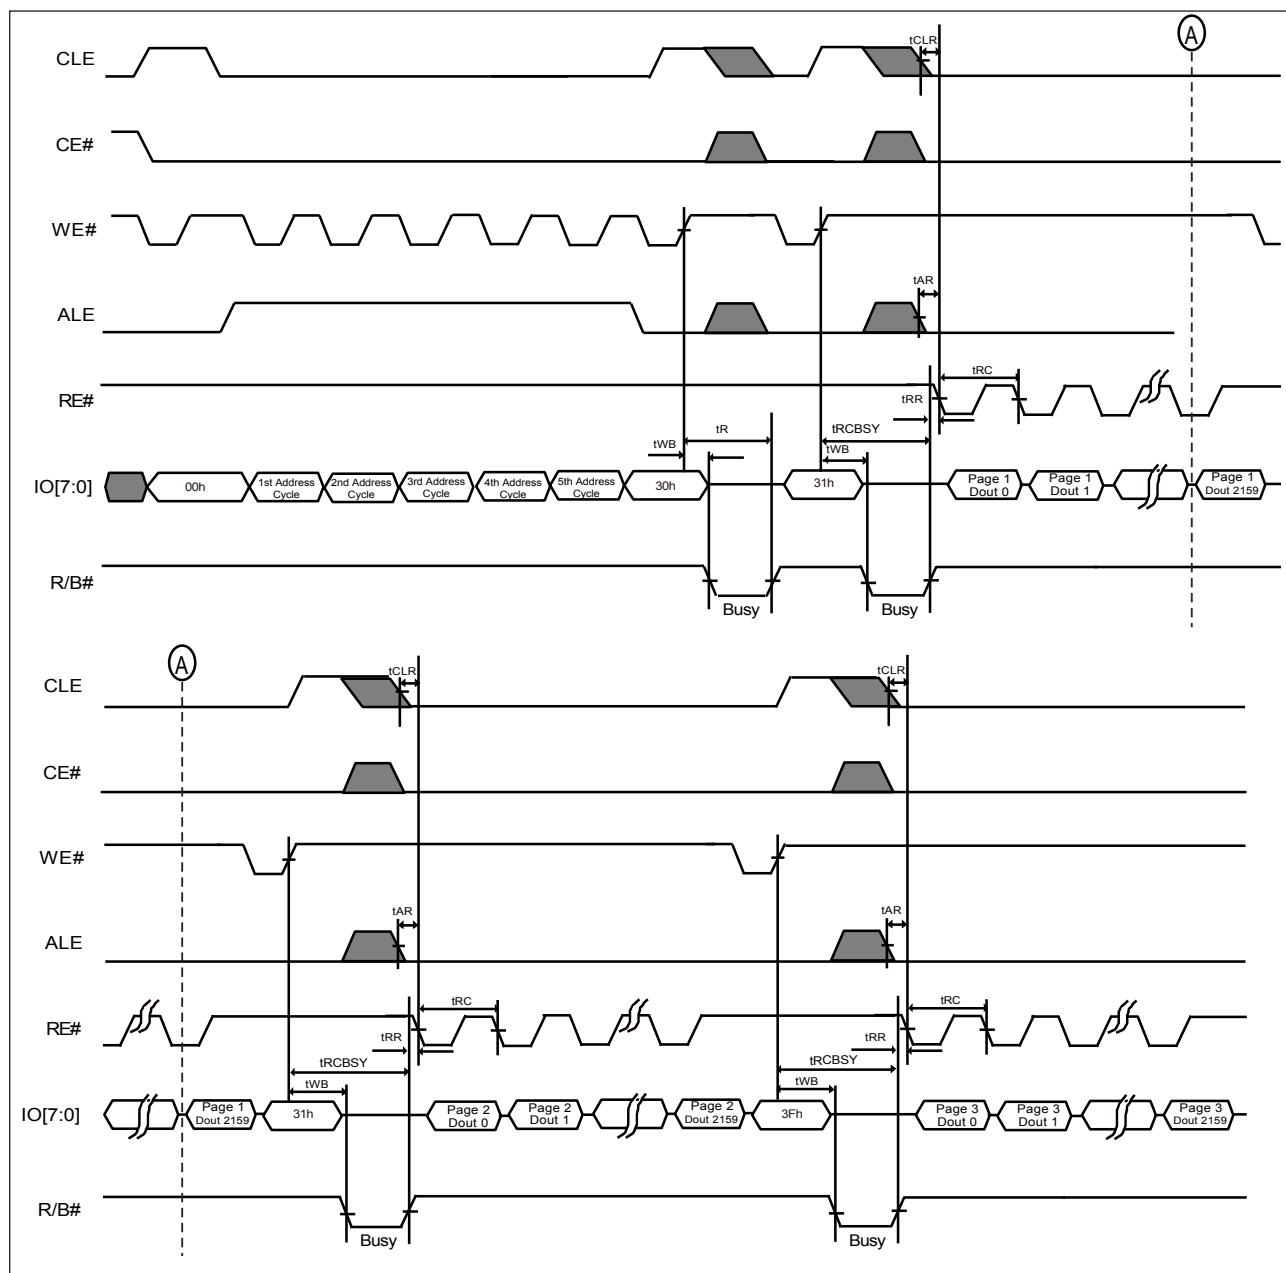 A
tCLR
CLE
CE#
WE#
tAR
ALE
tRC
RE#
tRR
tR
tRCBSY
tWB
tWB
IO[7:0]
00h
1st Address
Cycle
2nd Address
Cycle
3rd Address
Cycle
4th Address
Cycle
5th Address
Cycle
30h
31h
Page 1
Dout 0
Page 1
Dout 1
Page 1
Dout 2159
R/B#
Busy
Busy
A
tCLR
tCLR
CLE
CE#
WE#
tAR
tAR
ALE
tRC
tRC
RE#
tRR
tRR
tRCBSY
tRCBSY
tWB
tWB
IO[7:0]
Page 1
Dout 2159
31h
Page 2
Dout 0
Page 2
Dout 1
Page 2
Dout 2159
3Fh
Page 3
Dout 0
Page 3
Dout 1
Page 3
Dout 2159
R/B#
Busy
Busy